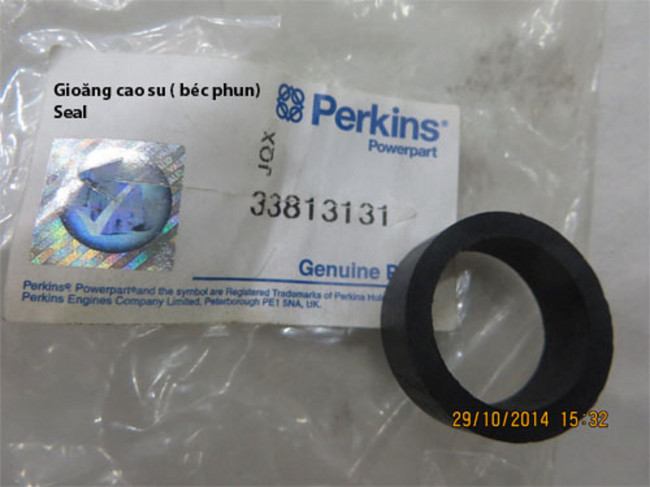 Gioăng cao su ( béc phun)
Seal
Perkins®
Powerpart
JQX
33813131
Genuine
Perkins® Powerpart® and the symbol are Registered Trademarks of Perkins
Perkins Engines Company Limited, Peterborough PE1 5NA, UK.
29/10/2014 15:32